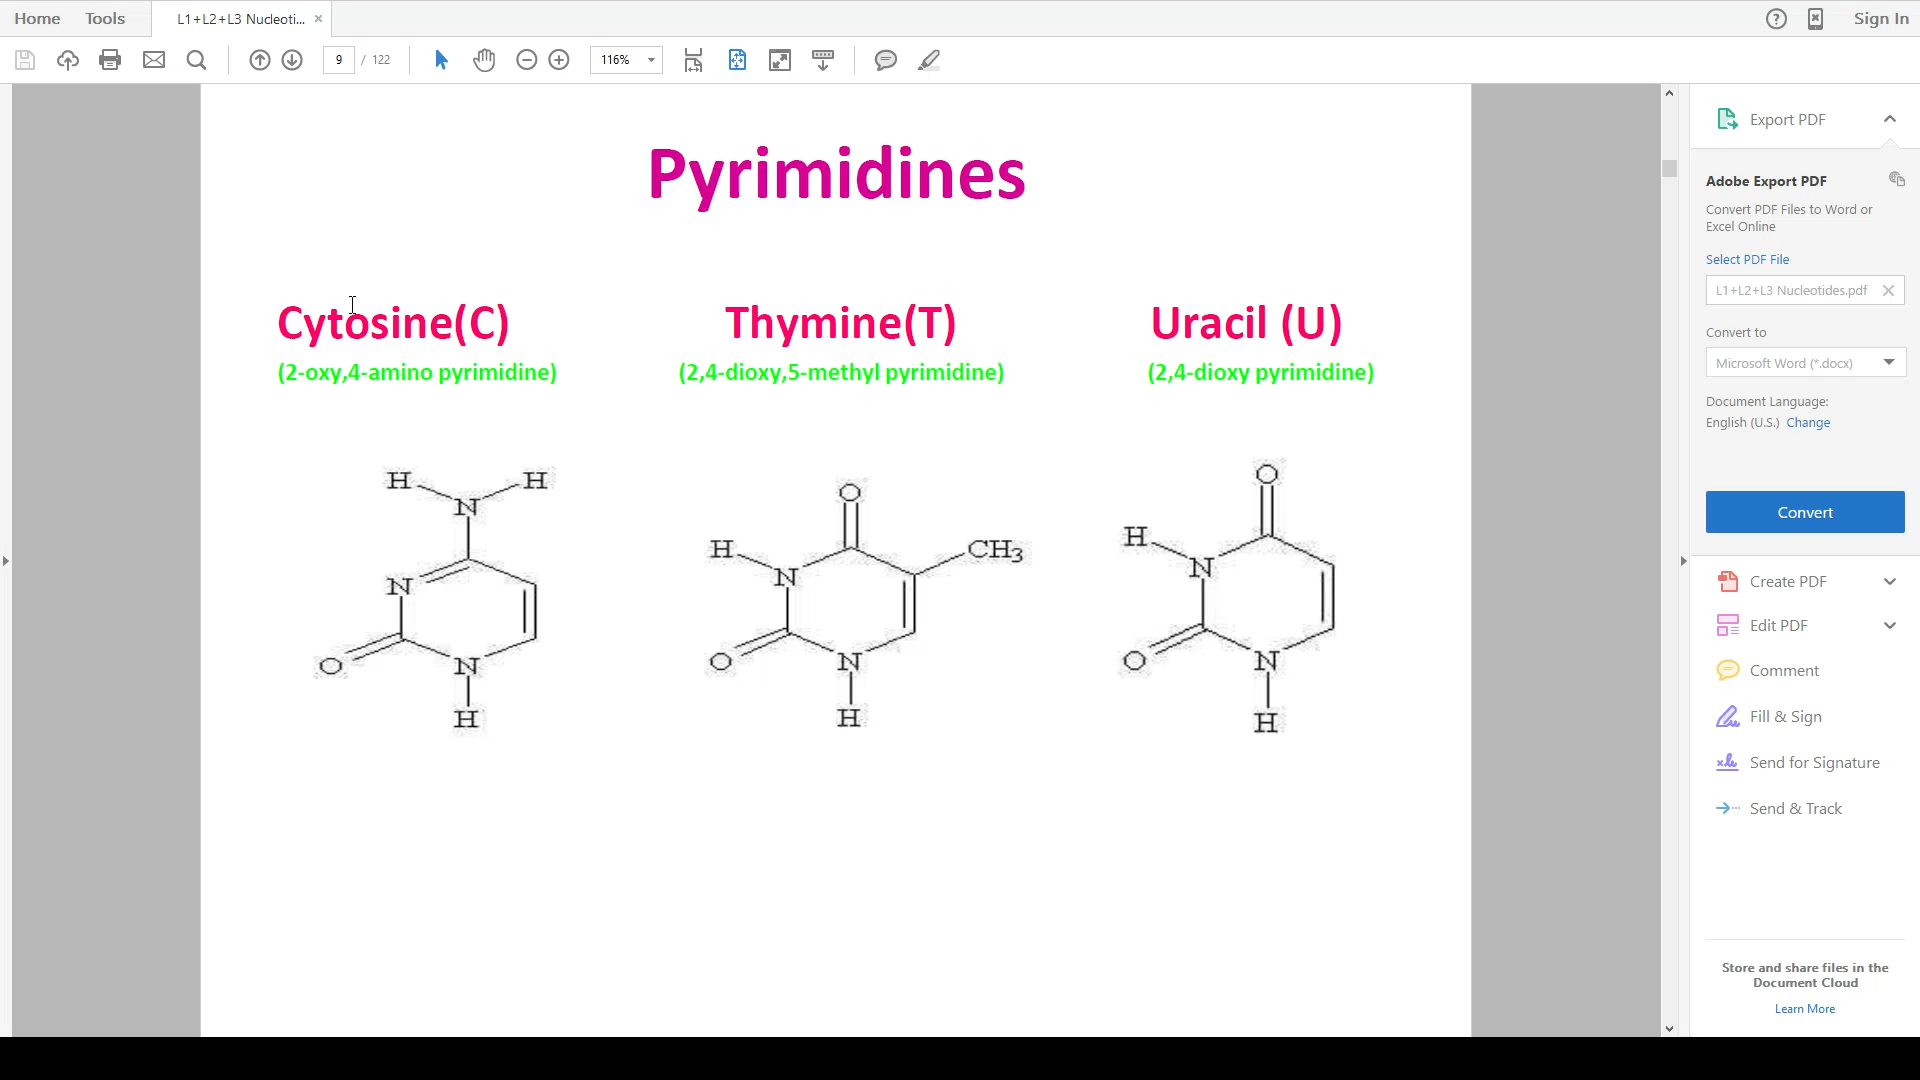 Home Tools L1+L2+L3 Nucleoti... × Sign In
9 / 122 116%
Pyrimidines
Cytosine(C) Thymine(T) Uracil (U)
(2-oxy,4-amino pyrimidine) (2,4-dioxy,5-methyl pyrimidine) (2,4-dioxy pyrimidine)
H H N N O N H
O H N CH3 O N H
O H N O N H
Export PDF
Adobe Export PDF
Convert PDF Files to Word or
Excel Online
Select PDF File
L1+L2+L3 Nucleotides.pdf
Convert to
Microsoft Word (*.docx)
Document Language:
English (U.S.) Change
Convert
Create PDF
Edit PDF
Comment
Fill & Sign
Send for Signature
Send & Track
Store and share files in the
Document Cloud
Learn More